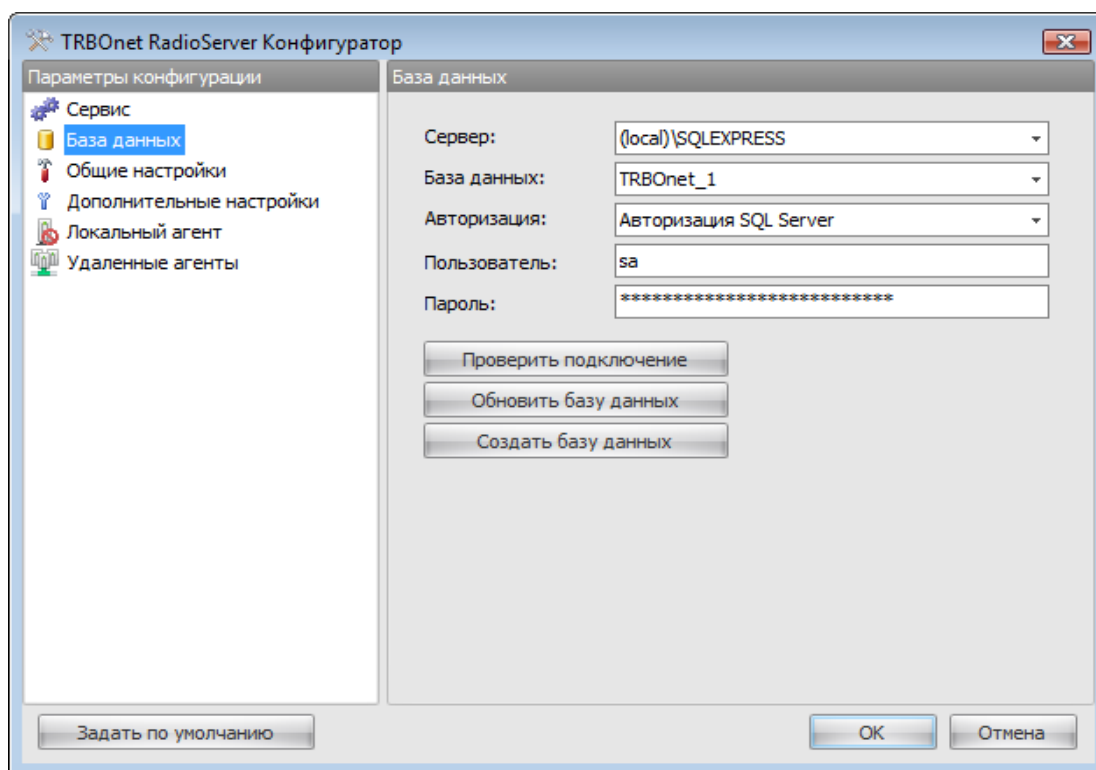 TRBOnet RadioServer Конфигуратор
Параметры конфигурации
Сервис
База данных
Общие настройки
Дополнительные настройки
Локальный агент
Удаленные агенты
База данных
Сервер: (local)\SQLEXPRESS
База данных: TRBOnet_1
Авторизация: Авторизация SQL Server
Пользователь: sa
Пароль: **************************
Проверить подключение
Обновить базу данных
Создать базу данных
Задать по умолчанию
OK
Отмена